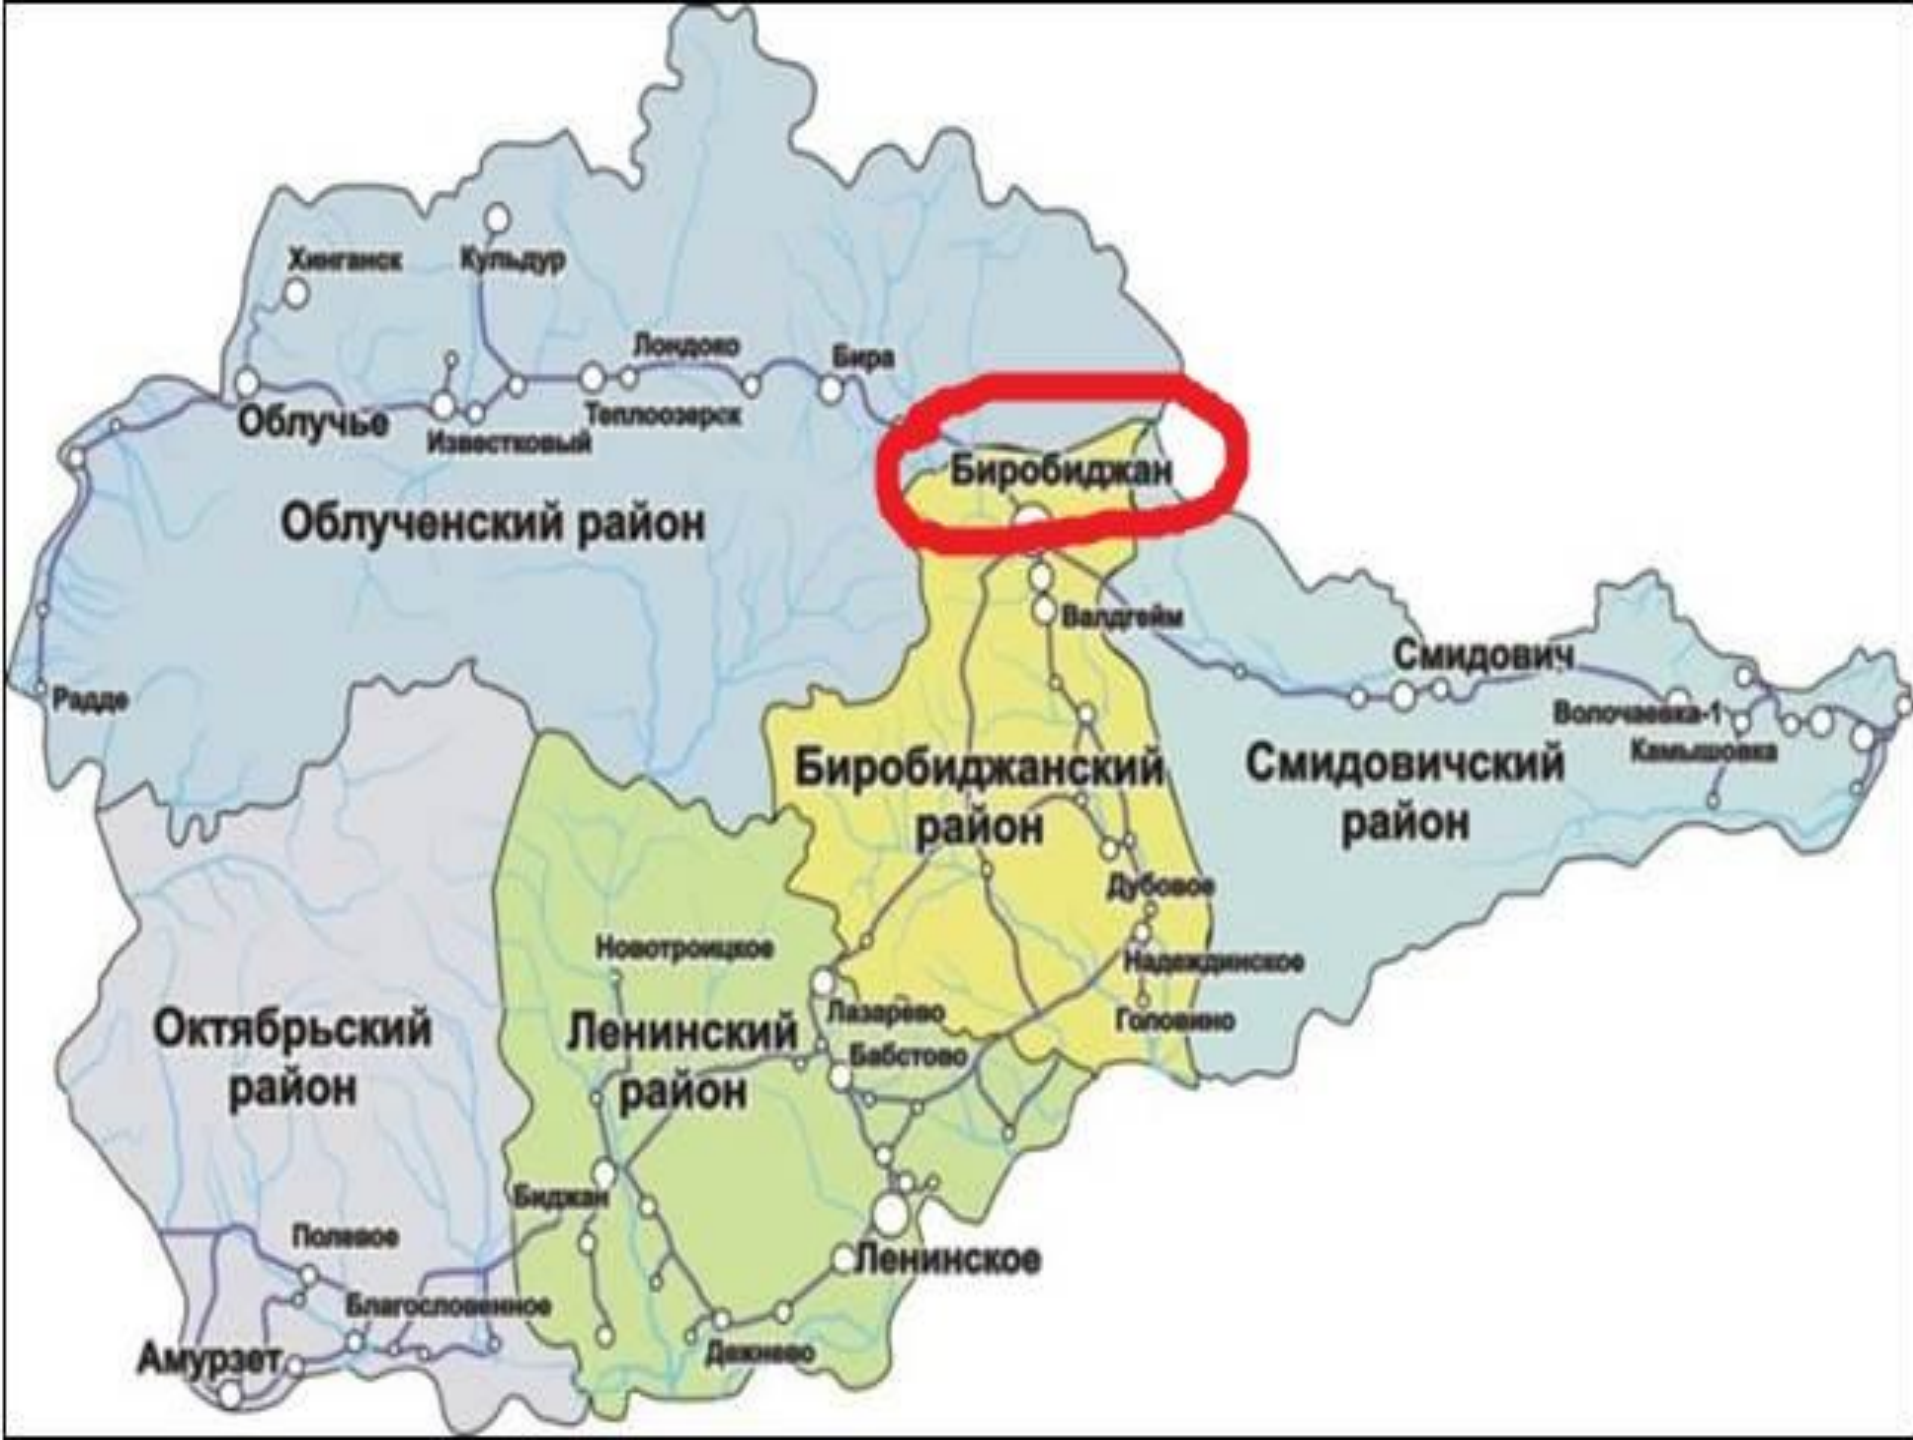 Хинганск
Кульдур
Лондоко
Бира
Облучье
Теплоозерск
Известковый
Биробиджан
Облученский район
Валдгейм
Радде
Смидович
Волочаевка-1
Камышовка
Биробиджанский
район
Смидовичский
район
Дубовое
Новотроицкое
Надеждинское
Лазарево
Головино
Октябрьский
район
Ленинский
район
Бабстово
Биджан
Полевое
Ленинское
Благословенное
Амурзет
Дежнево